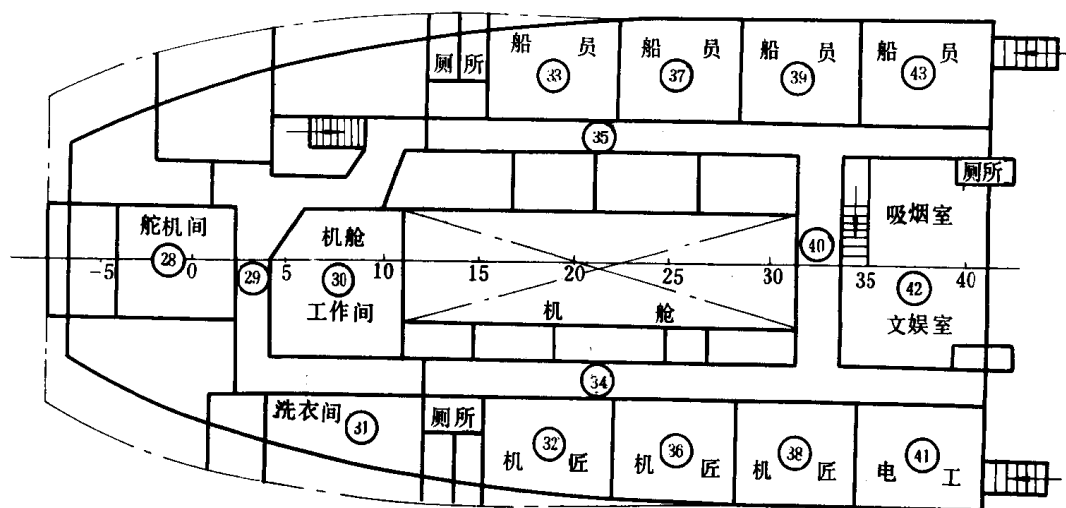 船 员
船 员
船 员
船 员
厕 所
33
37
39
43
35
厕所
舵机间
机舱
吸烟室
28
40
-5
0
29
5
30
10
15
20
25
30
35
42
40
工作间
机 舱
文娱室
34
洗衣间
31
厕所
32
36
38
41
机 匠
机 匠
机 匠
电 工